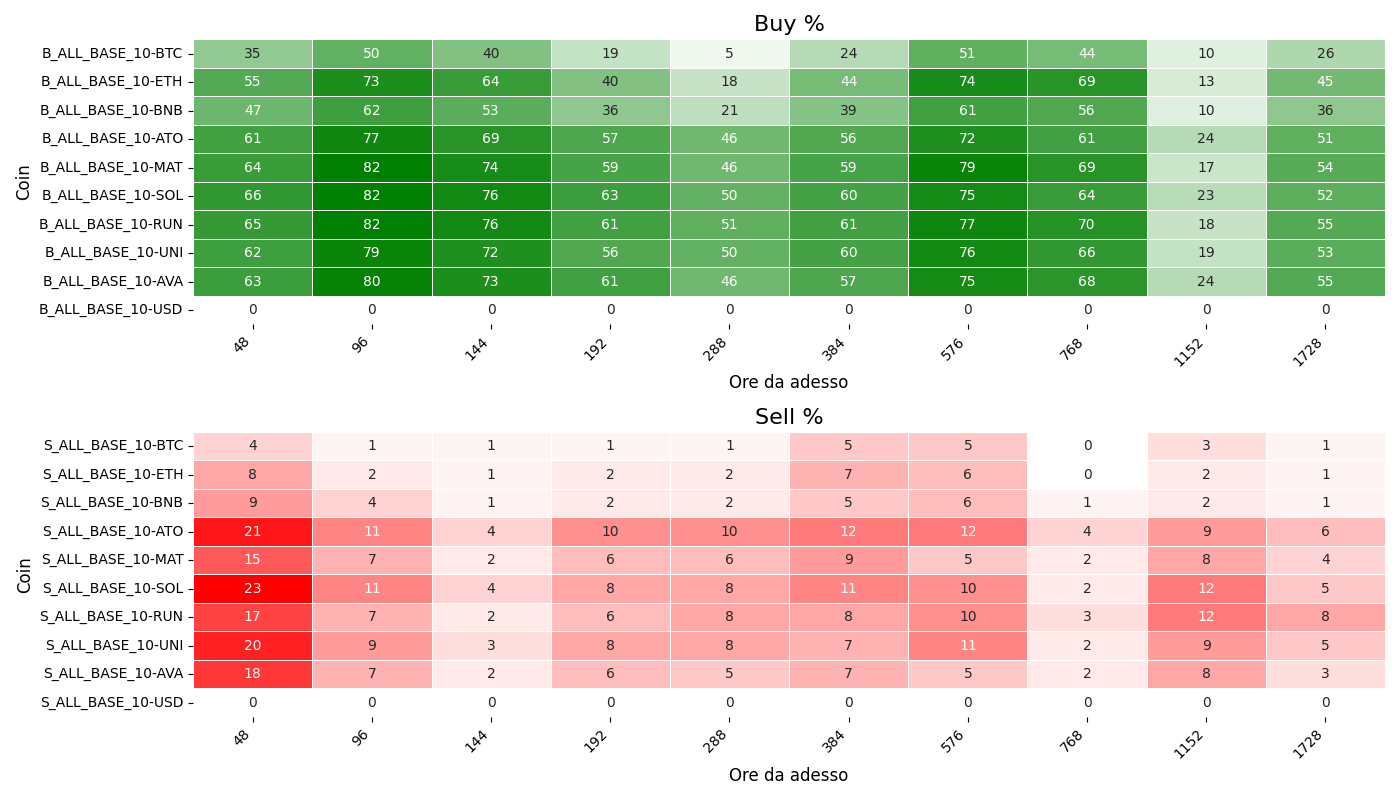 Buy %
Coin
B_ALL_BASE_10-BTC 35 50 40 19 5 24 51 44 10 26
B_ALL_BASE_10-ETH 55 73 64 40 18 44 74 69 13 45
B_ALL_BASE_10-BNB 47 62 53 36 21 39 61 56 10 36
B_ALL_BASE_10-ATO 61 77 69 57 46 56 72 61 24 51
B_ALL_BASE_10-MAT 64 82 74 59 46 59 79 69 17 54
B_ALL_BASE_10-SOL 66 82 76 63 50 60 75 64 23 52
B_ALL_BASE_10-RUN 65 82 76 61 51 61 77 70 18 55
B_ALL_BASE_10-UNI 62 79 72 56 50 60 76 66 19 53
B_ALL_BASE_10-AVA 63 80 73 61 46 57 75 68 24 55
B_ALL_BASE_10-USD 0 0 0 0 0 0 0 0 0 0
48 96 144 192 288 384 576 768 1152 1728
Ore da adesso
Sell %
Coin
S_ALL_BASE_10-BTC 4 1 1 1 1 5 5 0 3 1
S_ALL_BASE_10-ETH 8 2 1 2 2 7 6 0 2 1
S_ALL_BASE_10-BNB 9 4 1 2 2 5 6 1 2 1
S_ALL_BASE_10-ATO 21 11 4 10 10 12 12 4 9 6
S_ALL_BASE_10-MAT 15 7 2 6 6 9 5 2 8 4
S_ALL_BASE_10-SOL 23 11 4 8 8 11 10 2 12 5
S_ALL_BASE_10-RUN 17 7 2 6 8 8 10 3 12 8
S_ALL_BASE_10-UNI 20 9 3 8 8 7 11 2 9 5
S_ALL_BASE_10-AVA 18 7 2 6 5 7 5 2 8 3
S_ALL_BASE_10-USD 0 0 0 0 0 0 0 0 0 0
48 96 144 192 288 384 576 768 1152 1728
Ore da adesso